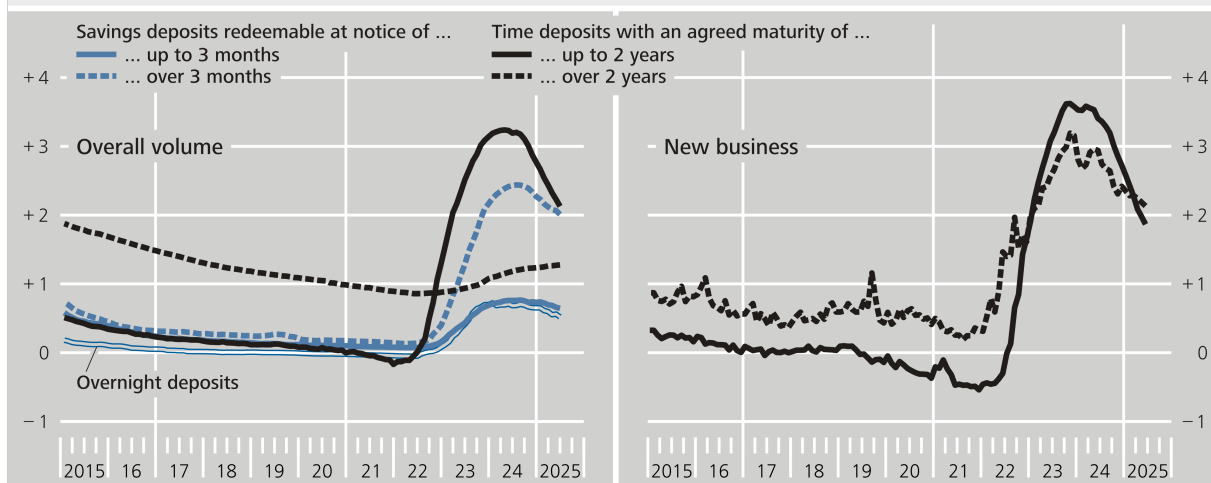 Savings deposits redeemable at notice of ...
... up to 3 months
... over 3 months
Time deposits with an agreed maturity of ...
... up to 2 years
... over 2 years
+ 4
+ 3
+ 2
+ 1
0
− 1
Overall volume
Overnight deposits
2015 16 17 18 19 20 21 22 23 24 2025
New business
+ 4
+ 3
+ 2
+ 1
0
− 1
2015 16 17 18 19 20 21 22 23 24 2025